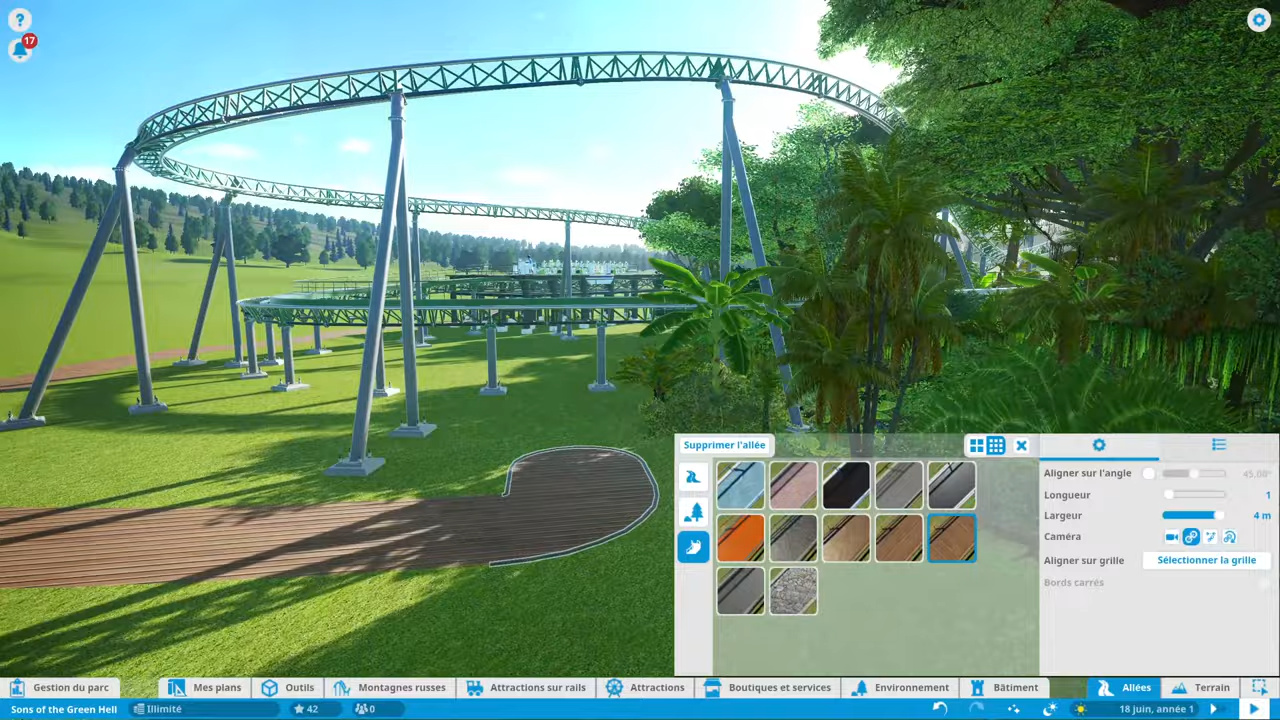 ?
17
Supprimer l'allée
Aligner sur l'angle 45.00°
Longueur 1
Largeur 4 m
Caméra
Aligner sur grille Sélectionner la grille
Bords carrés
Gestion du parc Mes plans Outils Montagnes russes Attractions sur rails Attractions Boutiques et services Environnement Bâtiment Allées Terrain
Sons of the Green Hell Illimité 42 0 18 juin, année 1